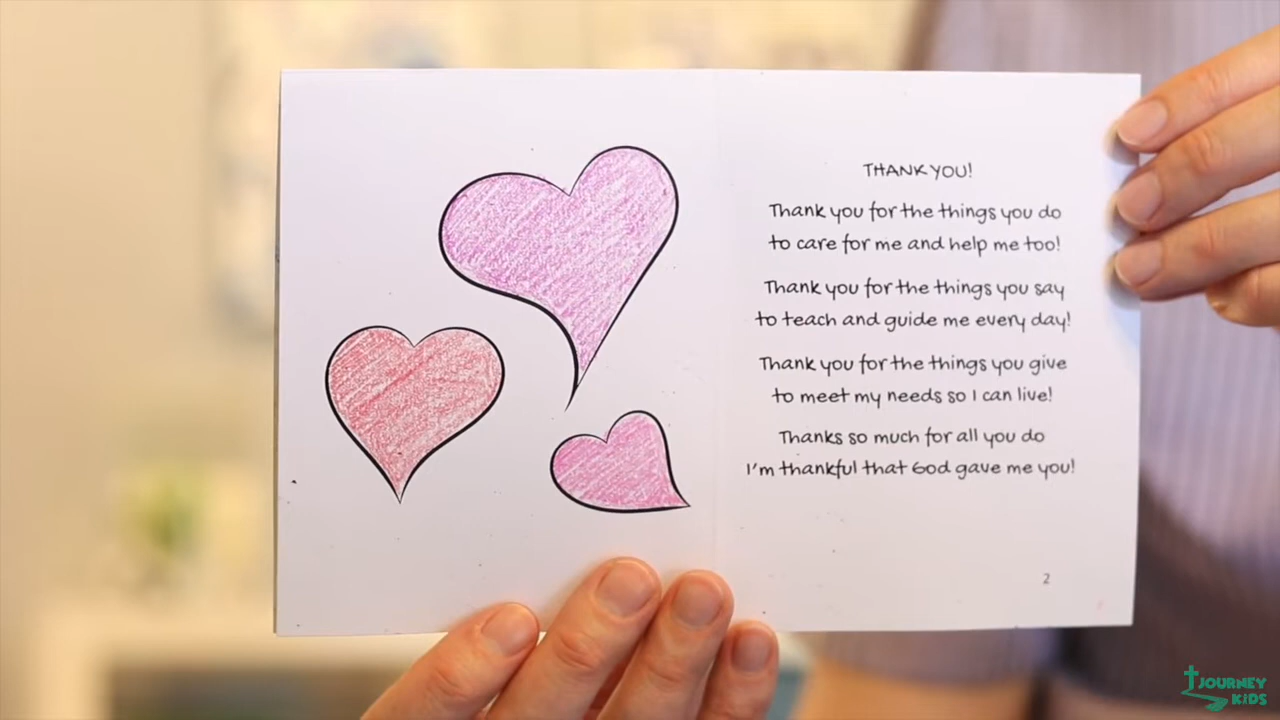 THANK YOU!
Thank you for the things you do
to care for me and help me too!
Thank you for the things you say
to teach and guide me every day!
Thank you for the things you give
to meet my needs so I can live!
Thanks so much for all you do
I'm thankful that God gave me you!
2
JOURNEY
KIDS